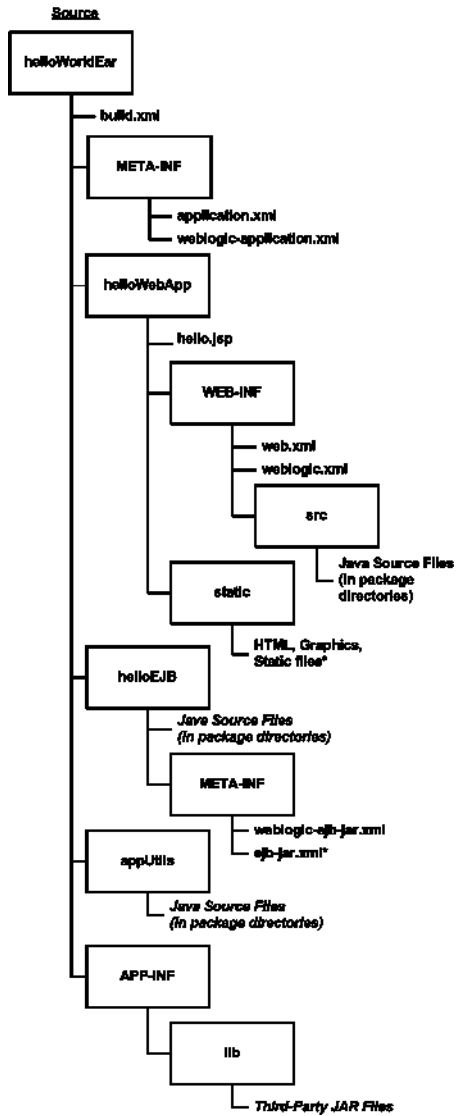 Source
helloWorldEar
build.xml
META-INF
application.xml
weblogic-application.xml
helloWebApp
hello.jsp
WEB-INF
web.xml
weblogic.xml
src
Java Source Files
(in package
directories)
static
HTML, Graphics,
Static files*
helloEJB
Java Source Files
(in package directories)
META-INF
weblogic-ejb-jar.xml
ejb-jar.xml*
appUtils
Java Source Files
(in package directories)
APP-INF
lib
Third-Party JAR Files